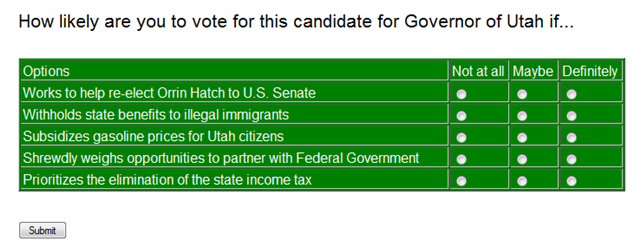 How likely are you to vote for this candidate for Governor of Utah if...
Options Not at all Maybe Definitely
Works to help re-elect Orrin Hatch to U.S. Senate
Withholds state benefits to illegal immigrants
Subsidizes gasoline prices for Utah citizens
Shrewdly weighs opportunities to partner with Federal Government
Prioritizes the elimination of the state income tax
Submit